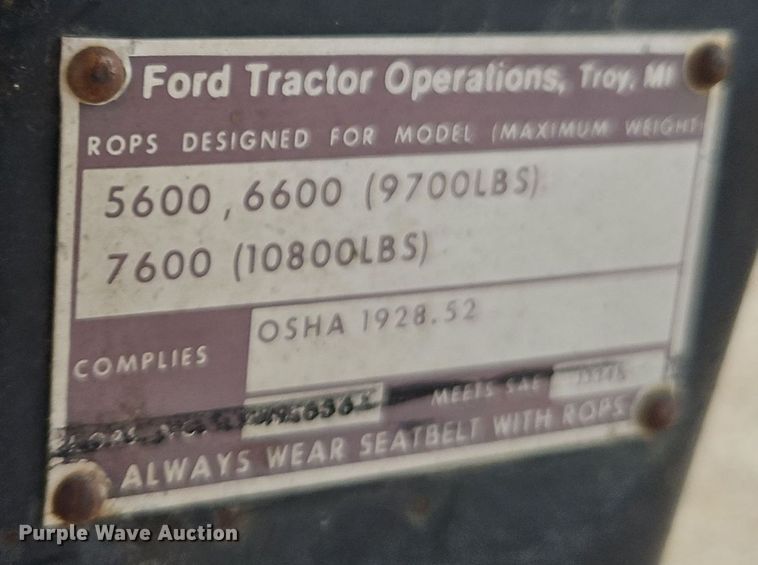 Ford Tractor Operations, Troy, MI
ROPS DESIGNED FOR MODEL (MAXIMUM WEIGHT)
5600, 6600 (9700LBS)
7600 (10800LBS)
COMPLIES OSHA 1928.52
MEETS SAE
ALWAYS WEAR SEATBELT WITH ROPS
Purple Wave Auction